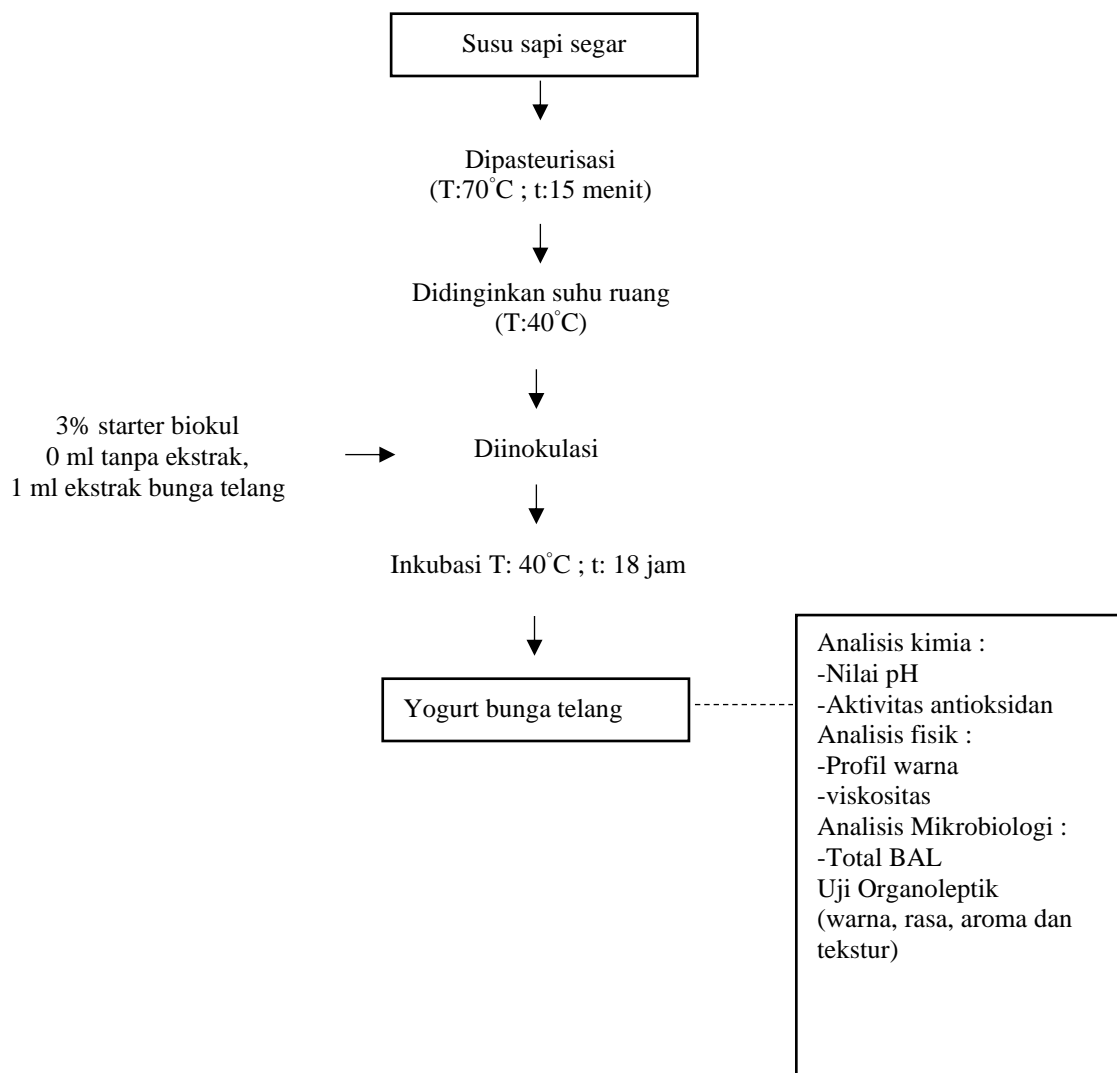 Susu sapi segar
Dipasteurisasi
(T:70°C ; t:15 menit)
Didinginkan suhu ruang
(T:40°C)
3% starter biokul
0 ml tanpa ekstrak,
1 ml ekstrak bunga telang
Diinokulasi
Inkubasi T: 40°C ; t: 18 jam
Yogurt bunga telang
Analisis kimia :
-Nilai pH
-Aktivitas antioksidan
Analisis fisik :
-Profil warna
-viskositas
Analisis Mikrobiologi :
-Total BAL
Uji Organoleptik
(warna, rasa, aroma dan
tekstur)